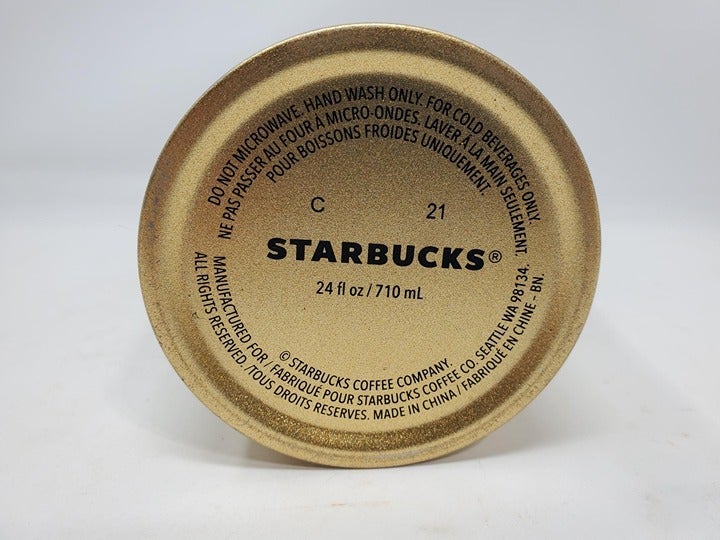 DO NOT MICROWAVE. HAND WASH ONLY. FOR COLD BEVERAGES ONLY.
NE PAS PASSER AU FOUR À MICRO-ONDES. LAVER À LA MAIN SEULEMENT.
POUR BOISSONS FROIDES UNIQUEMENT.
C 21
STARBUCKS®
24 fl oz / 710 mL
© STARBUCKS COFFEE COMPANY.
MANUFACTURED FOR / FABRIQUÉ POUR STARBUCKS COFFEE CO. SEATTLE WA 98134.
ALL RIGHTS RESERVED. /TOUS DROITS RESERVES. MADE IN CHINA / FABRIQUÉ EN CHINE - BN.